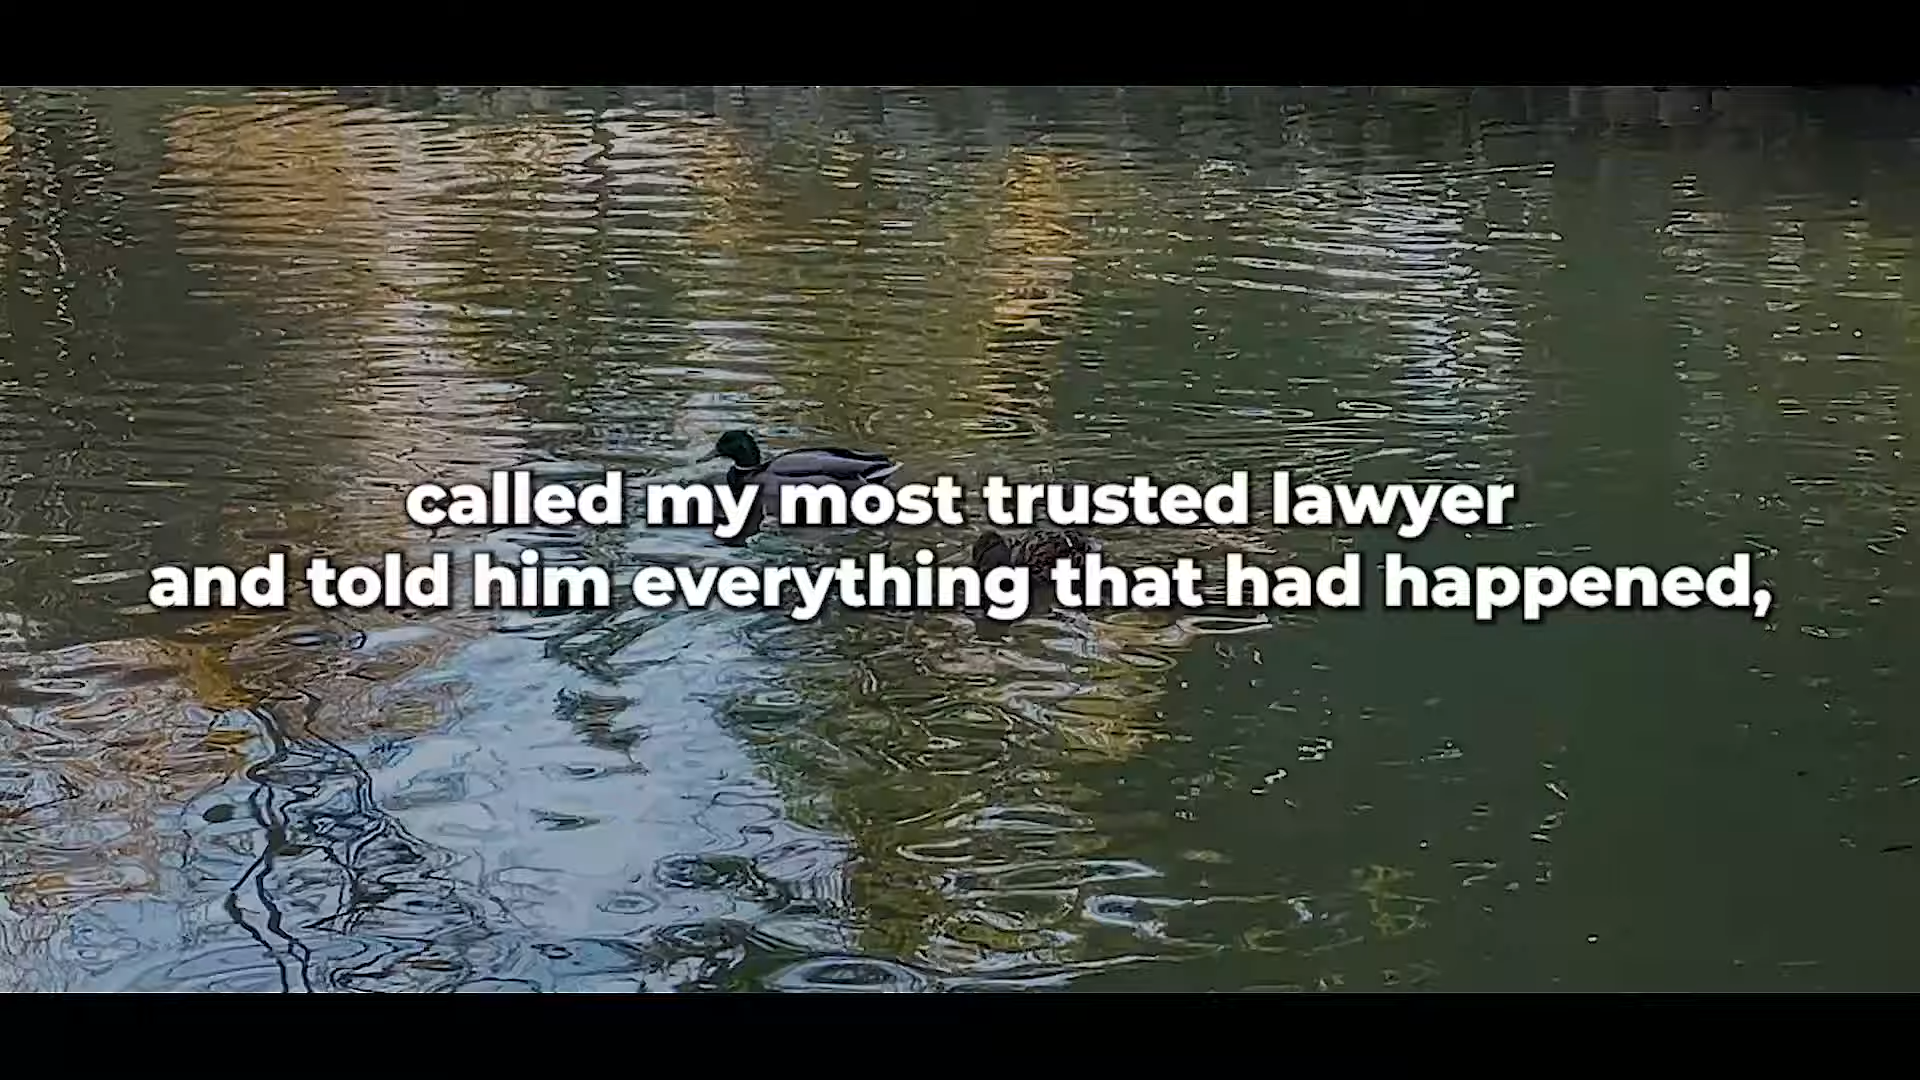 called my most trusted lawyer
and told him everything that had happened,